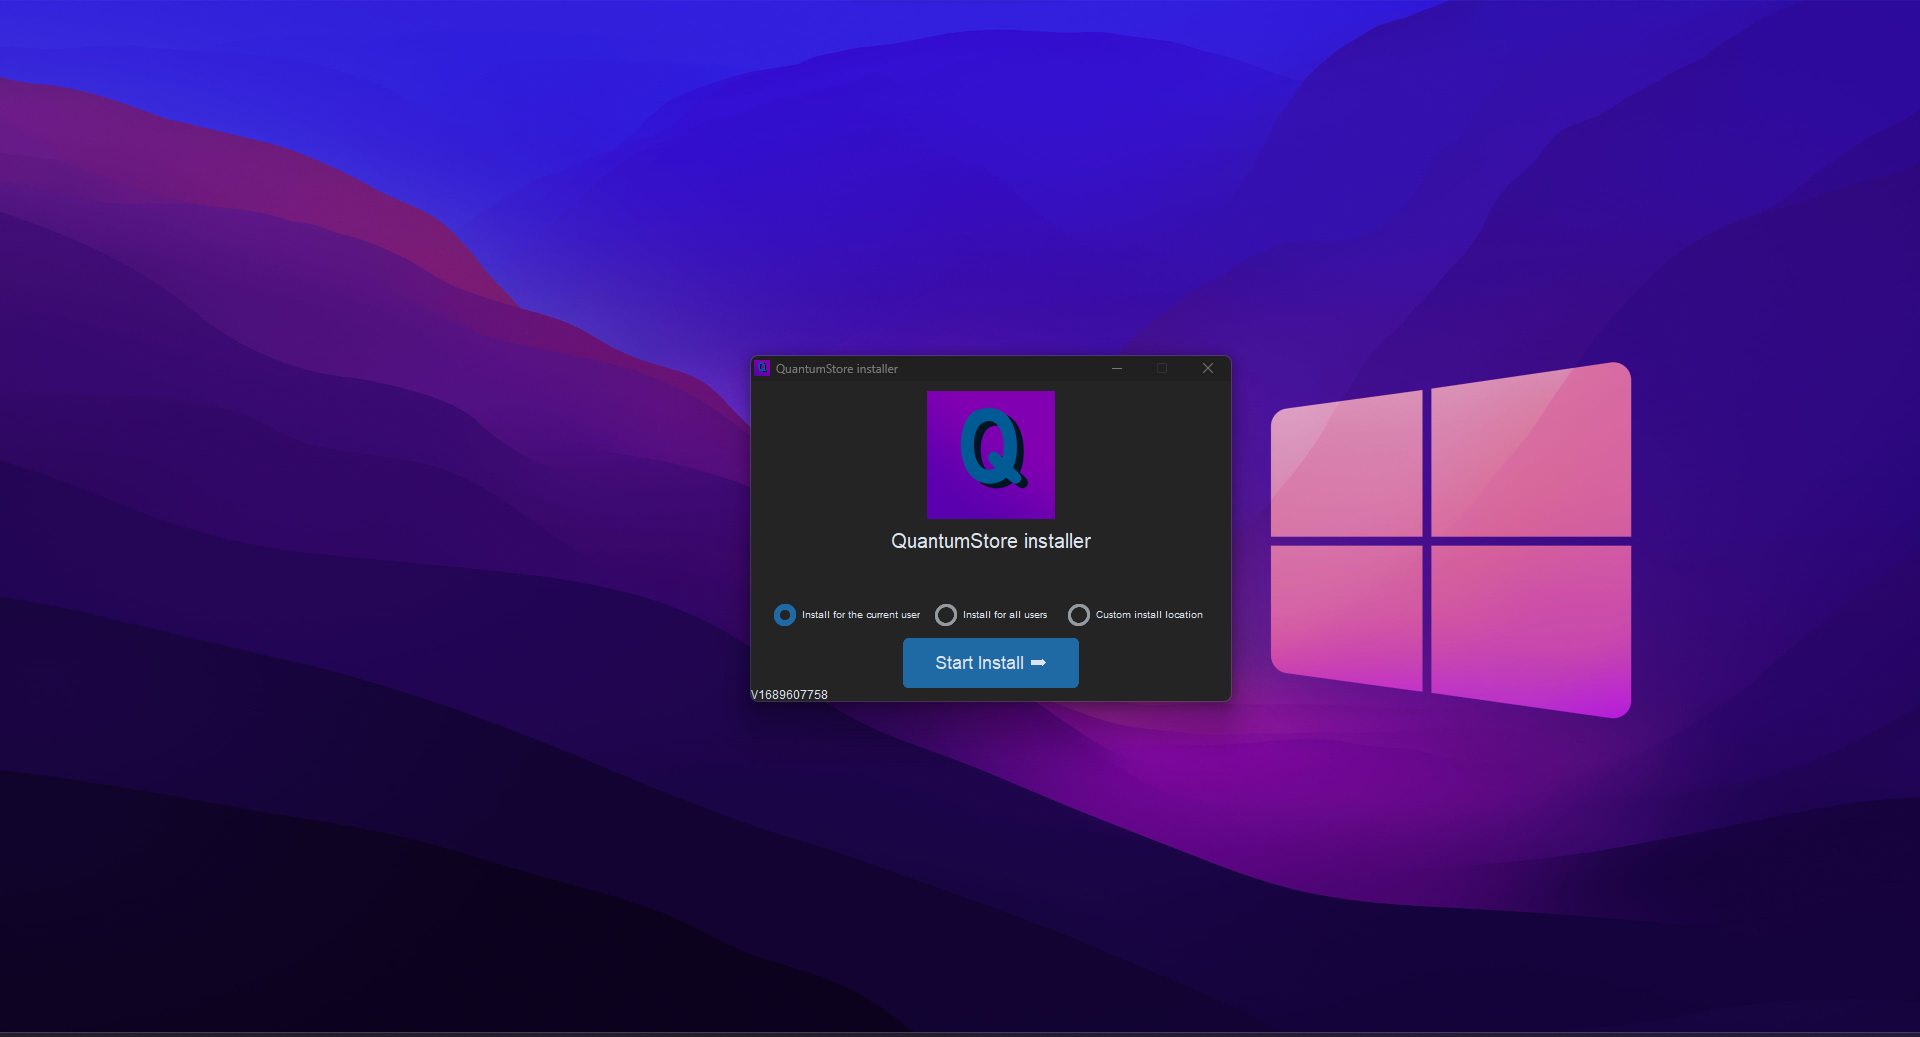 QuantumStore installer
Q
QuantumStore installer
Install for the current user
Install for all users
Custom install location
Start Install ➡
V1689607758